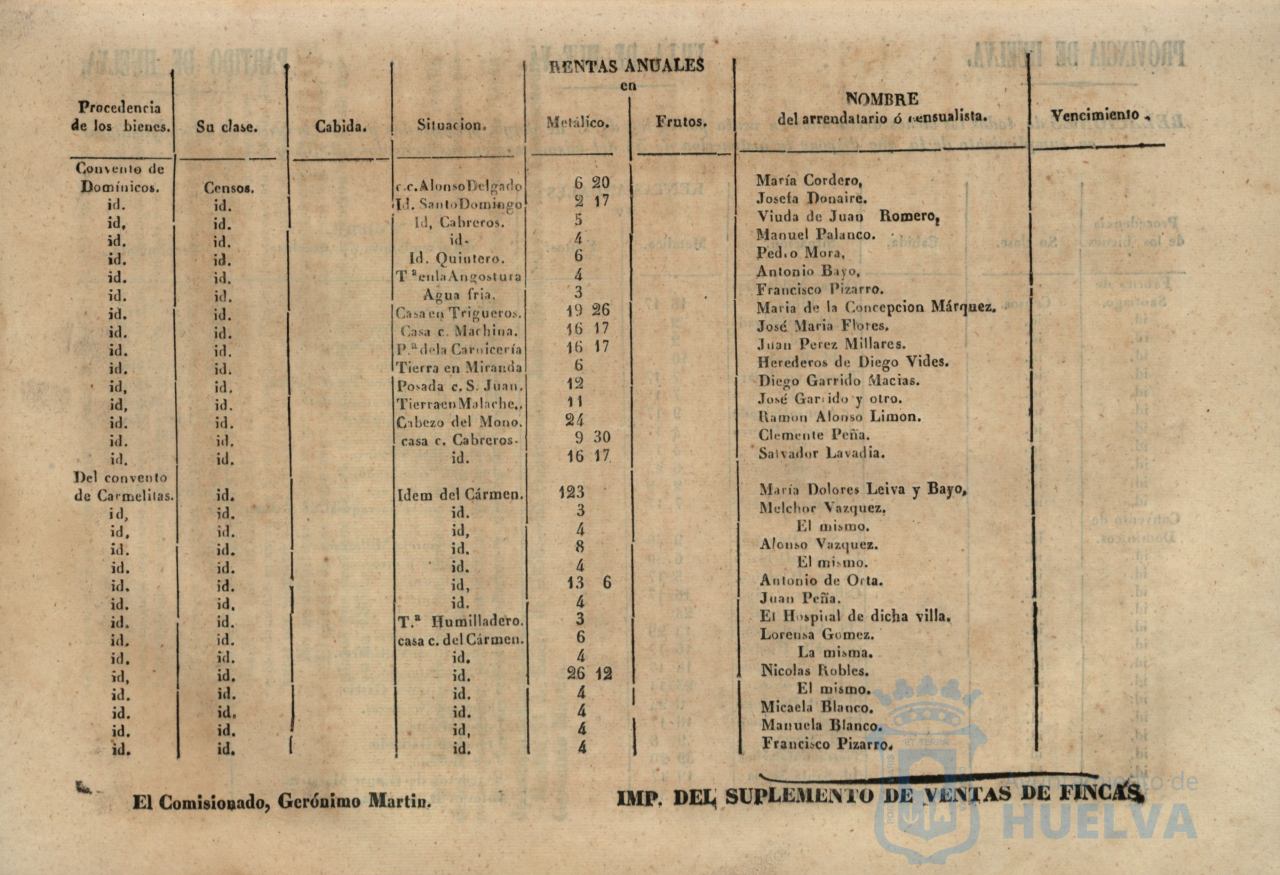 RENTAS ANUALES
en
Procedencia de los bienes. Su clase. Cabida. Situacion. Metálico. Frutos. NOMBRE del arrendatario ó censualista. Vencimiento.
Convento de
Domínicos. Censos. c.c. Alonso Delgado 6 20 María Cordero,
id. id. Id. Santo Domingo 2 17 Josefa Donaire.
id, id. Id, Cabreros. 5 Viuda de Juan Romero,
id. id. id- 4 Manuel Palanco.
id. id. Id. Quintero. 6 Pedro Mora,
id. id. Tª en la Angostura 4 Antonio Bayo,
id. id. Agua fria. 3 Francisco Pizarro.
id. id. Casa en Trigueros. 19 26 Maria de la Concepcion Márquez.
id. id. Casa c. Machina. 16 17 José Maria Flores.
id. id. P.ª de la Carnicería 16 17 Juan Perez Millares.
id. id. Tierra en Miranda 6 Herederos de Diego Vides.
id, id. Posada c. S. Juan. 12 Diego Garrido Macias.
id, id. Tierra en Malache.. 11 José Garrido y otro.
id. id. Cabezo del Mono. 24 Ramon Alonso Limon.
id. id. casa c. Cabreros. 9 30 Clemente Peña.
id. id. id. 16 17 Salvador Lavadia.
Del convento
de Carmelitas. id. Idem del Cármen. 123 María Dolores Leiva y Bayo,
id, id. id. 3 Melchor Vazquez.
id, id. id, 4 El mismo.
id. id. id. 8 Alonso Vazquez.
id. id. id. 4 El mismo.
id. id. id, 13 6 Antonio de Orta.
id. id, id. 4 Juan Peña.
id. id. T.ª Humilladero. 3 El Hospital de dicha villa.
id. id. casa c. del Cármen. 6 Lorensa Gomez.
id. id. id. 4 La misma.
id, id. id. 26 12 Nicolas Robles.
id. id. id. 4 El mismo.
id. id. id. 4 Micaela Blanco.
id. id. id, 4 Manuela Blanco.
id. id. id. 4 Francisco Pizarro.
El Comisionado, Gerónimo Martin. IMP. DEL SUPLEMENTO DE VENTAS DE FINCAS.
de
HUELVA